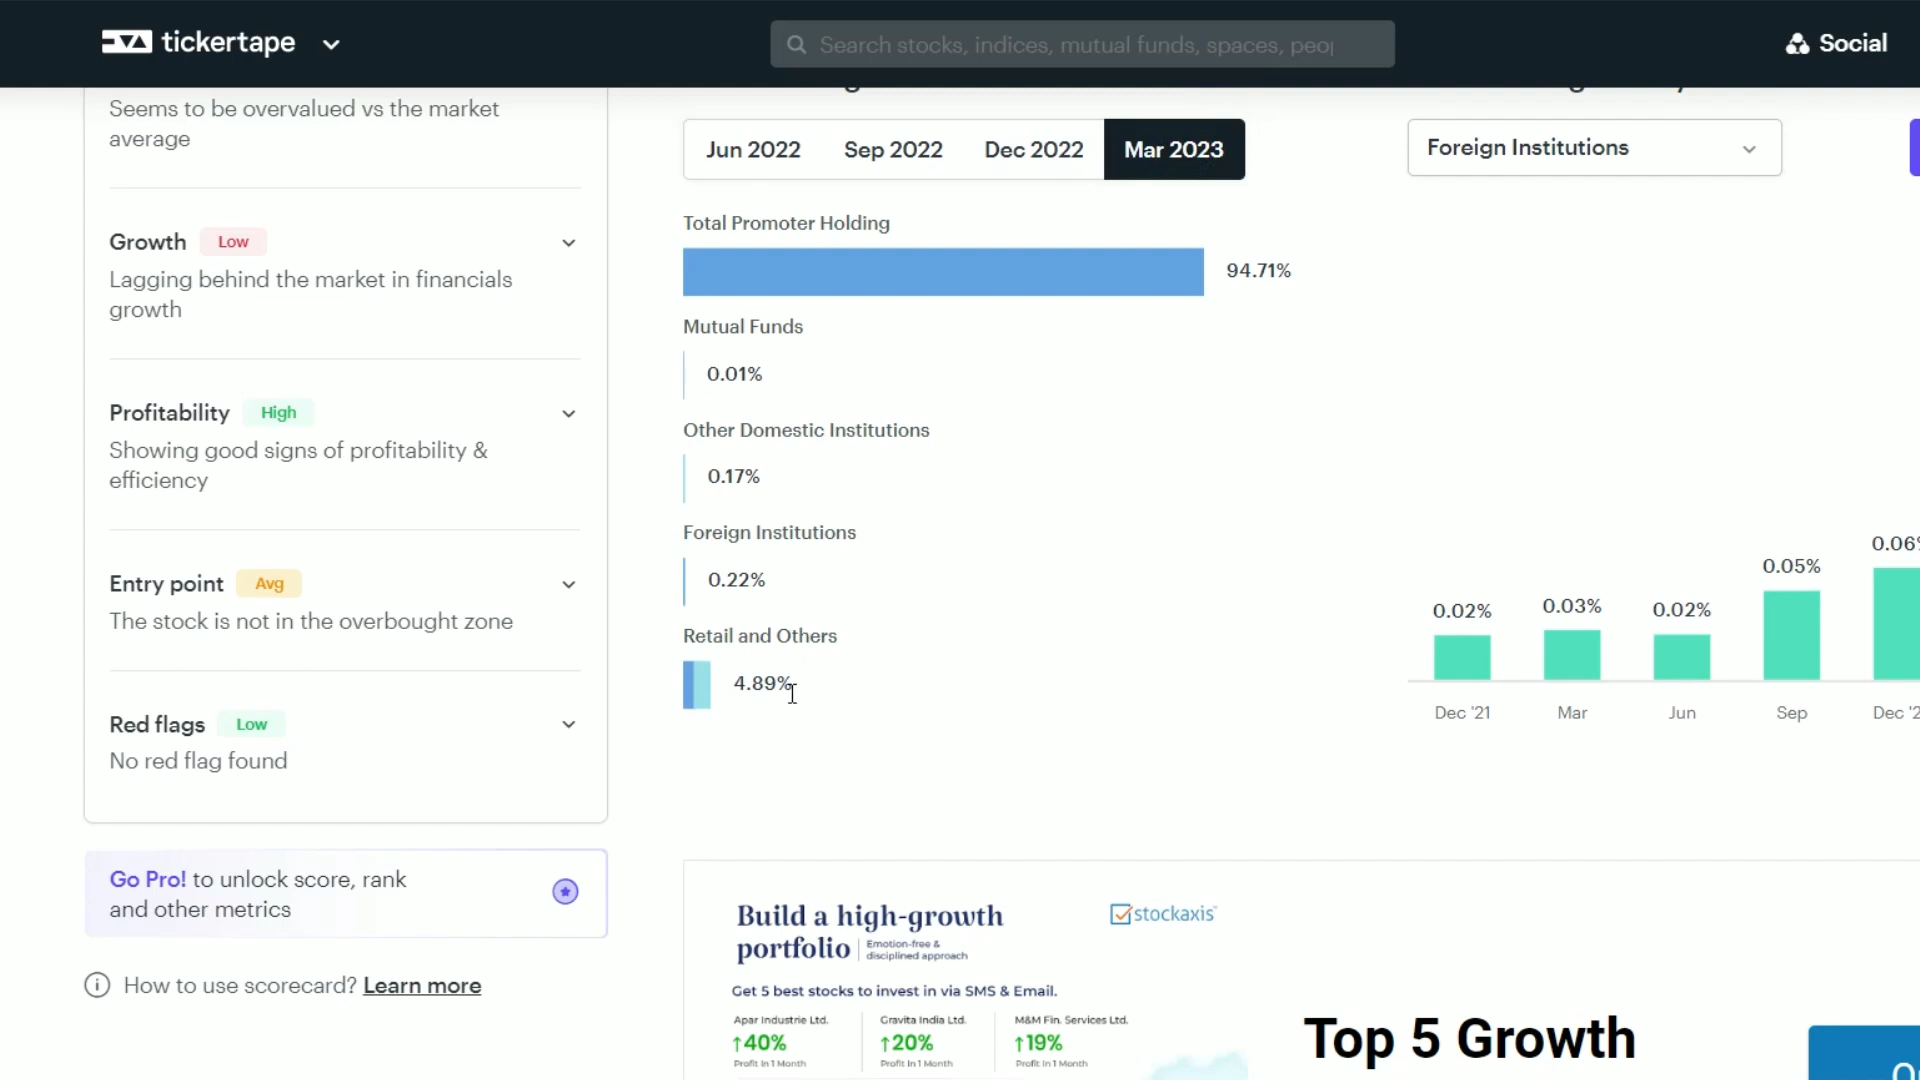 tickertape
Search stocks, indices, mutual funds, spaces, peo
Social
Seems to be overvalued vs the market
average
Growth Low
Lagging behind the market in financials
growth
Profitability High
Showing good signs of profitability &
efficiency
Entry point Avg
The stock is not in the overbought zone
Red flags Low
No red flag found
Go Pro! to unlock score, rank
and other metrics
How to use scorecard? Learn more
Jun 2022 Sep 2022 Dec 2022 Mar 2023
Total Promoter Holding
94.71%
Mutual Funds
0.01%
Other Domestic Institutions
0.17%
Foreign Institutions
0.22%
Retail and Others
4.89%
Foreign Institutions
0.02% 0.03% 0.02% 0.05% 0.06%
Dec '21 Mar Jun Sep Dec '2
Build a high-growth
portfolio
Emotion-free &
disciplined approach
stockaxis
Get 5 best stocks to invest in via SMS & Email.
Apar Industrie Ltd. Gravita India Ltd. M&M Fin. Services Ltd.
↑40% ↑20% ↑19%
Profit In 1 Month Profit In 1 Month Profit In 1 Month
Top 5 Growth